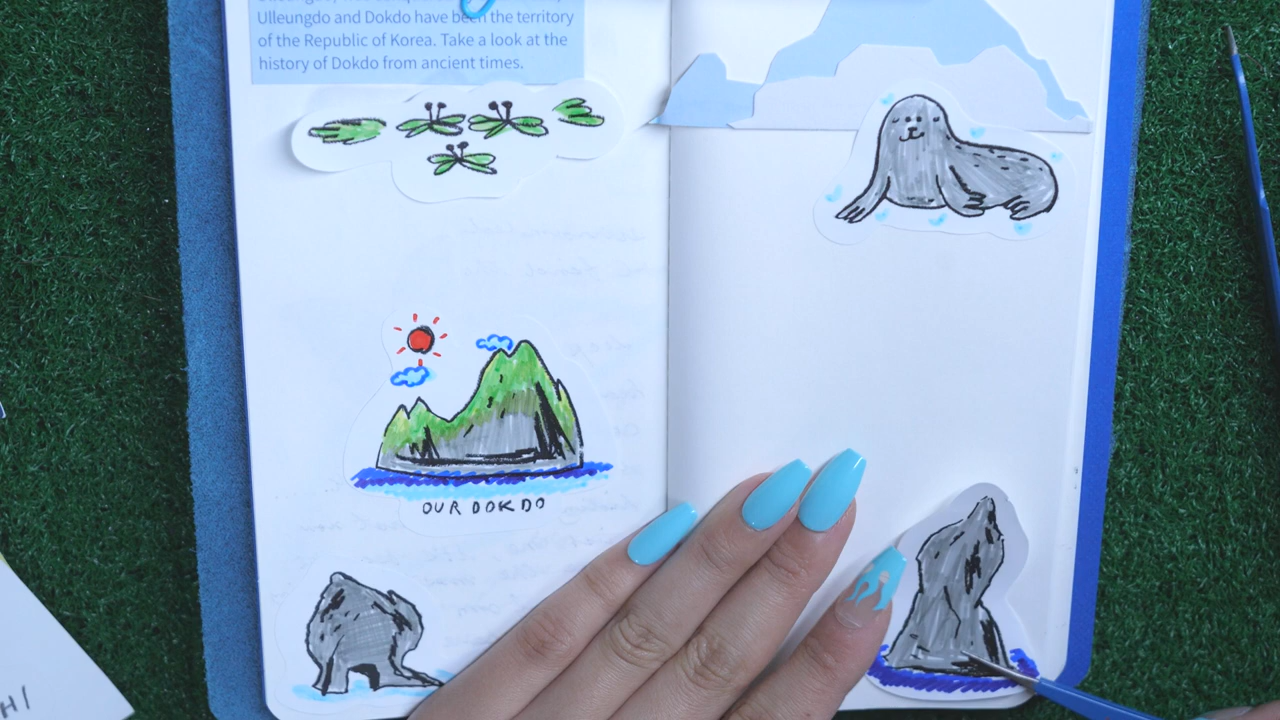 Ulleungdo and Dokdo have been the territory
of the Republic of Korea. Take a look at the
history of Dokdo from ancient times.
OUR DOKDO
HI